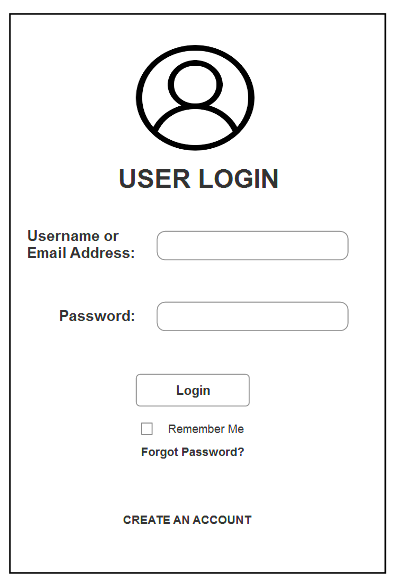 USER LOGIN
Username or
Email Address:
Password:
Login
Remember Me
Forgot Password?
CREATE AN ACCOUNT